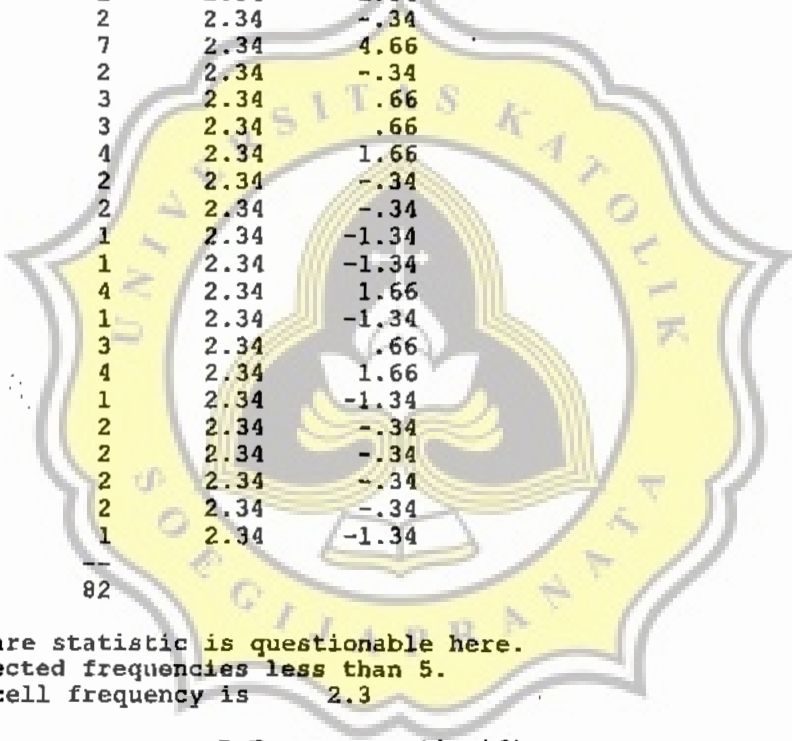 2 2.34 -.34
7 2.34 4.66
2 2.34 -.34
3 2.34 .66
3 2.34 .66
4 2.34 1.66
2 2.34 -.34
2 2.34 -.34
1 2.34 -1.34
1 2.34 -1.34
4 2.34 1.66
1 2.34 -1.34
3 2.34 .66
4 2.34 1.66
1 2.34 -1.34
2 2.34 -.34
2 2.34 -.34
2 2.34 -.34
2 2.34 -.34
1 2.34 -1.34
--
82
are statistic is questionable here.
ected frequencies less than 5.
cell frequency is 2.3
UNIVERSITAS KATOLIK
SOEGIJAPRANATA